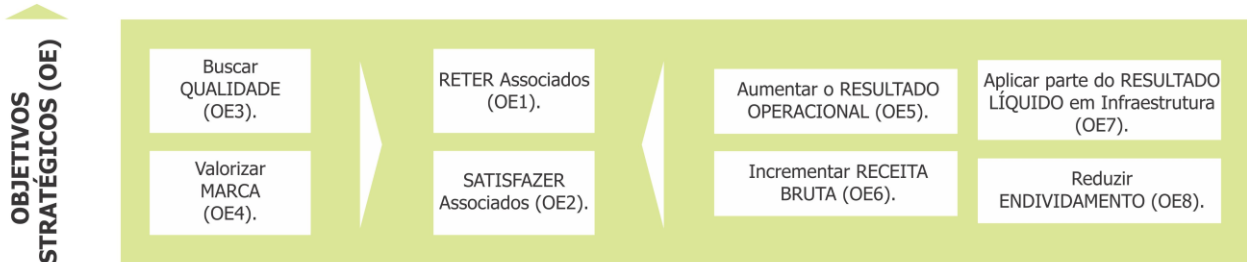 OBJETIVOS
STRATÉGICOS (OE)
Buscar
QUALIDADE
(OE3).
Valorizar
MARCA
(OE4).
RETER Associados
(OE1).
SATISFAZER
Associados (OE2).
Aumentar o RESULTADO
OPERACIONAL (OE5).
Incrementar RECEITA
BRUTA (OE6).
Aplicar parte do RESULTADO
LÍQUIDO em Infraestrutura
(OE7).
Reduzir
ENDIVIDAMENTO (OE8).